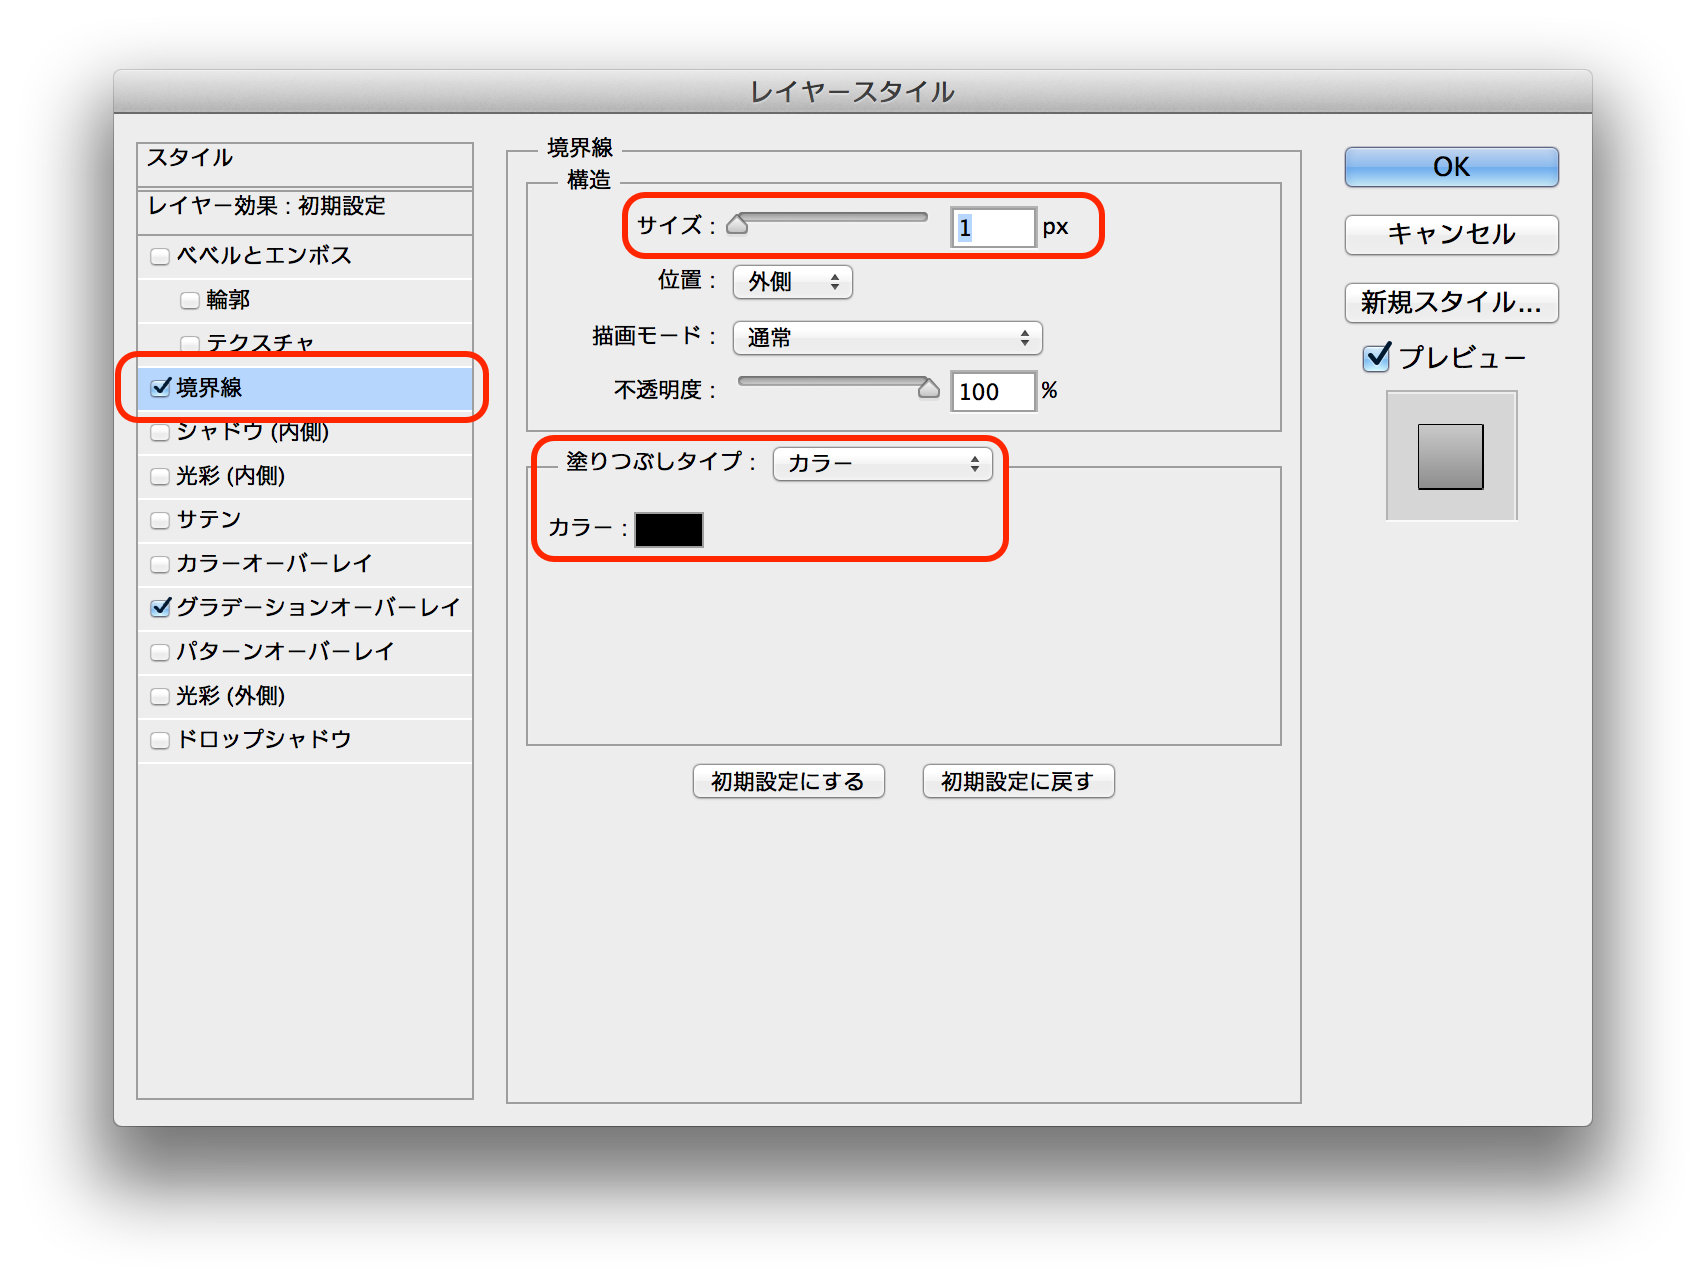 レイヤースタイル
スタイル
レイヤー効果 : 初期設定
ベベルとエンボス
輪郭
テクスチャ
境界線
シャドウ (内側)
光彩 (内側)
サテン
カラーオーバーレイ
グラデーションオーバーレイ
パターンオーバーレイ
光彩 (外側)
ドロップシャドウ
境界線
構造
サイズ : 1 px
位置 : 外側
描画モード : 通常
不透明度 : 100 %
塗りつぶしタイプ : カラー
カラー :
初期設定にする 初期設定に戻す
OK
キャンセル
新規スタイル...
プレビュー